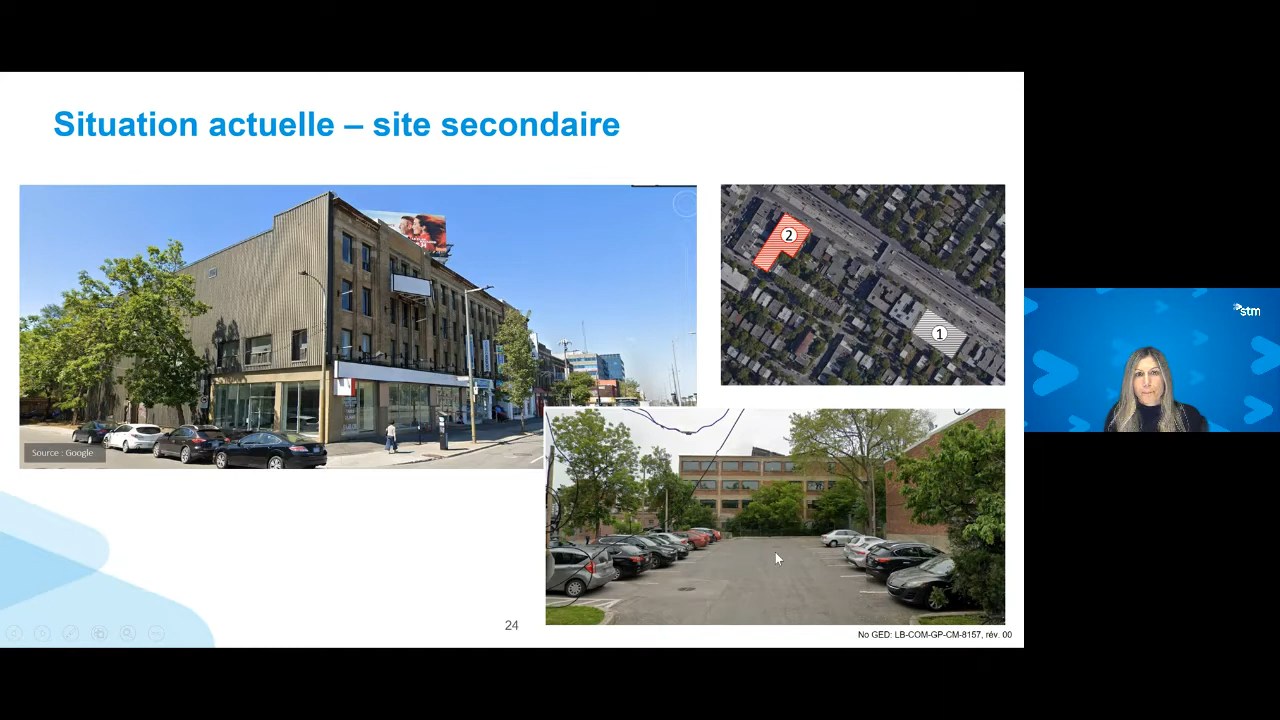 Situation actuelle – site secondaire
2
1
stm
Source : Google
24
No GED: LB-COM-GP-CM-8157, rév. 00